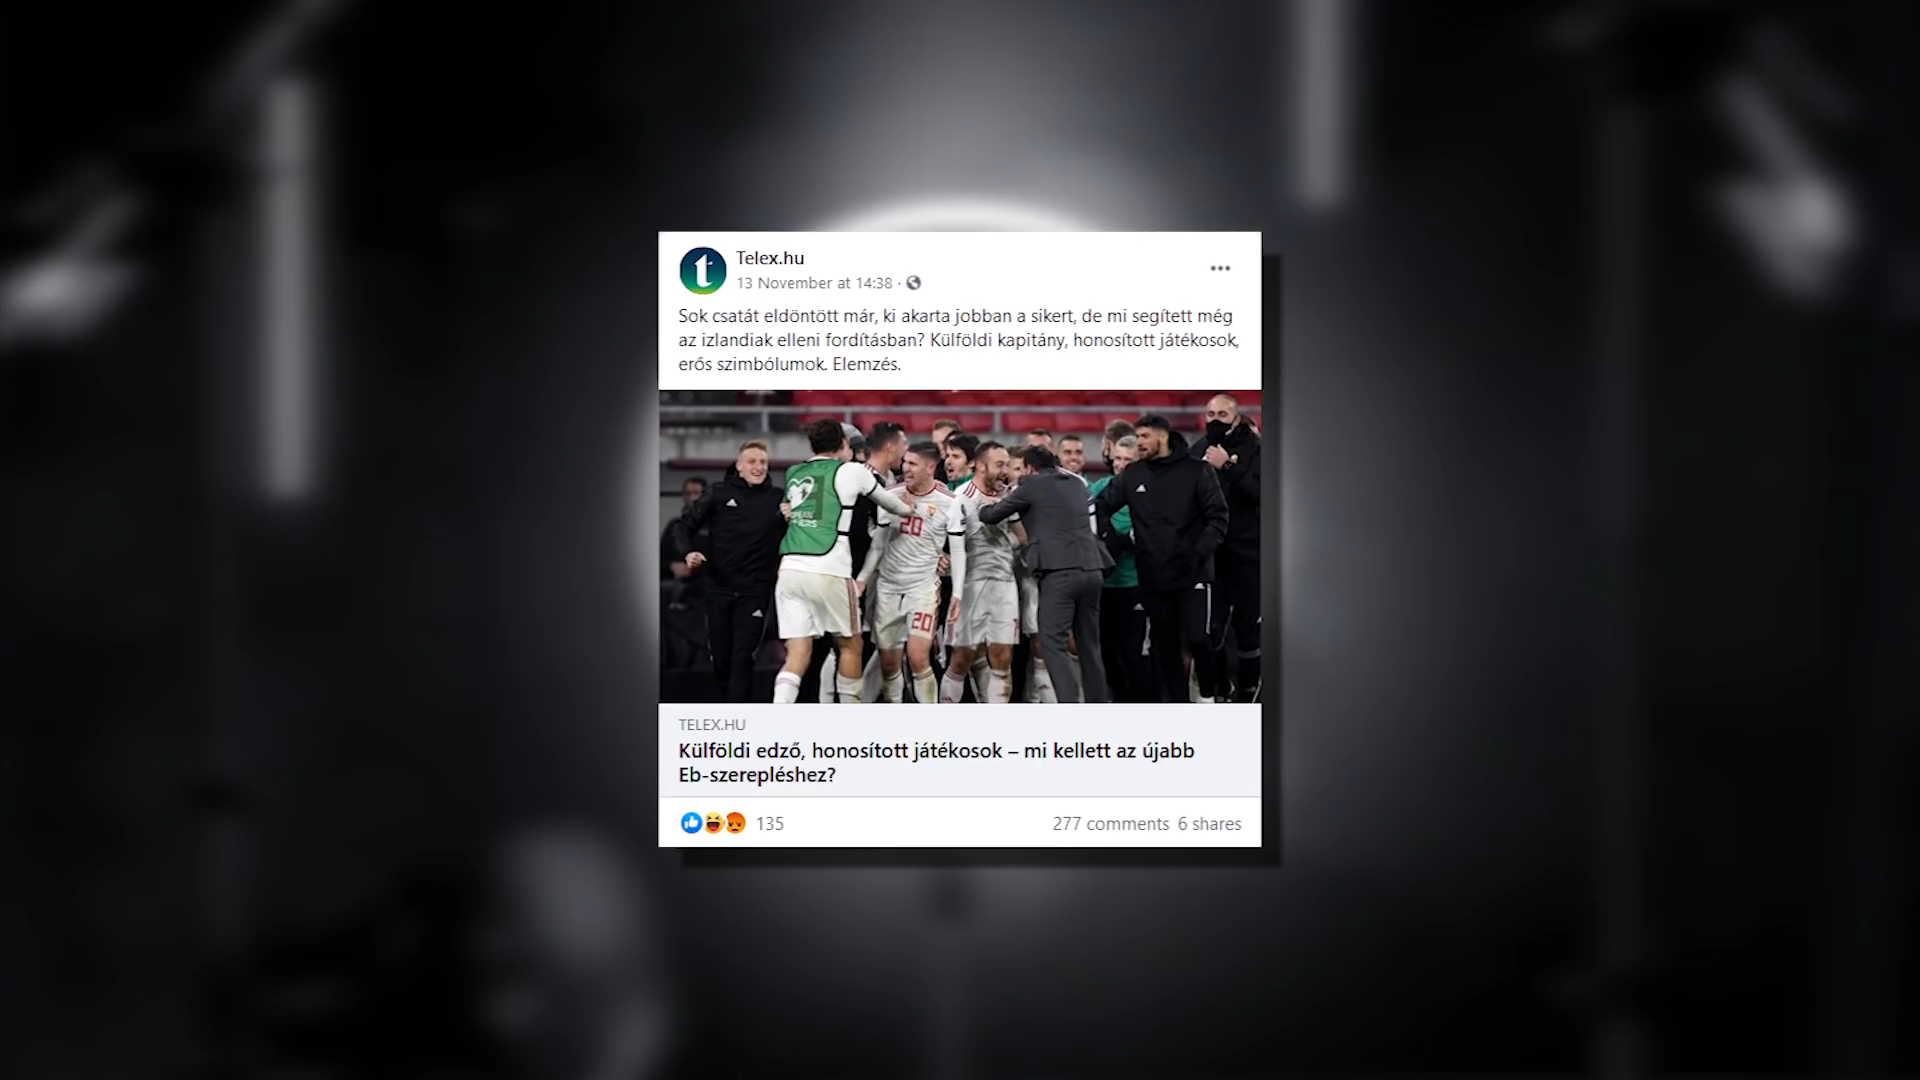 t
Telex.hu
13 November at 14:38 ·
Sok csatát eldöntött már, ki akarta jobban a sikert, de mi segített még
az izlandiak elleni fordításban? Külföldi kapitány, honosított játékosok,
erős szimbólumok. Elemzés.
20
20
TELEX.HU
Külföldi edző, honosított játékosok – mi kellett az újabb
Eb-szerepléshez?
135
277 comments 6 shares